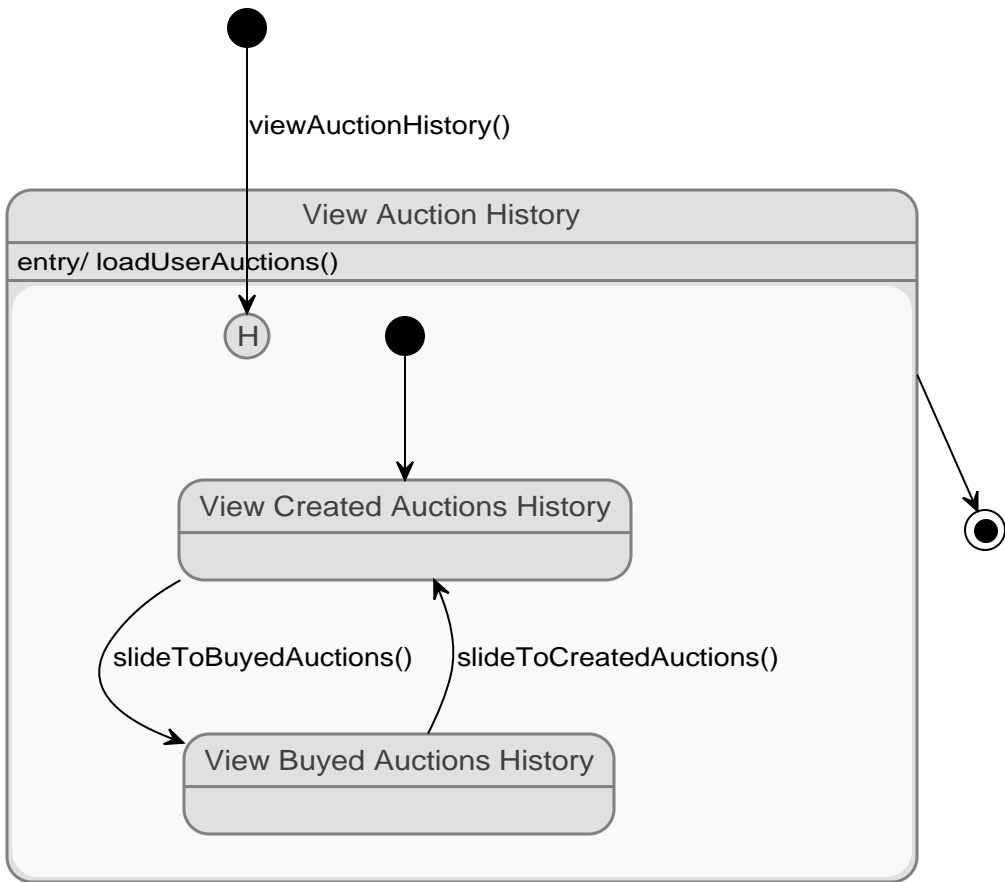 viewAuctionHistory()
View Auction History
entry/ loadUserAuctions()
H
View Created Auctions History
slideToBuyedAuctions()
slideToCreatedAuctions()
View Buyed Auctions History